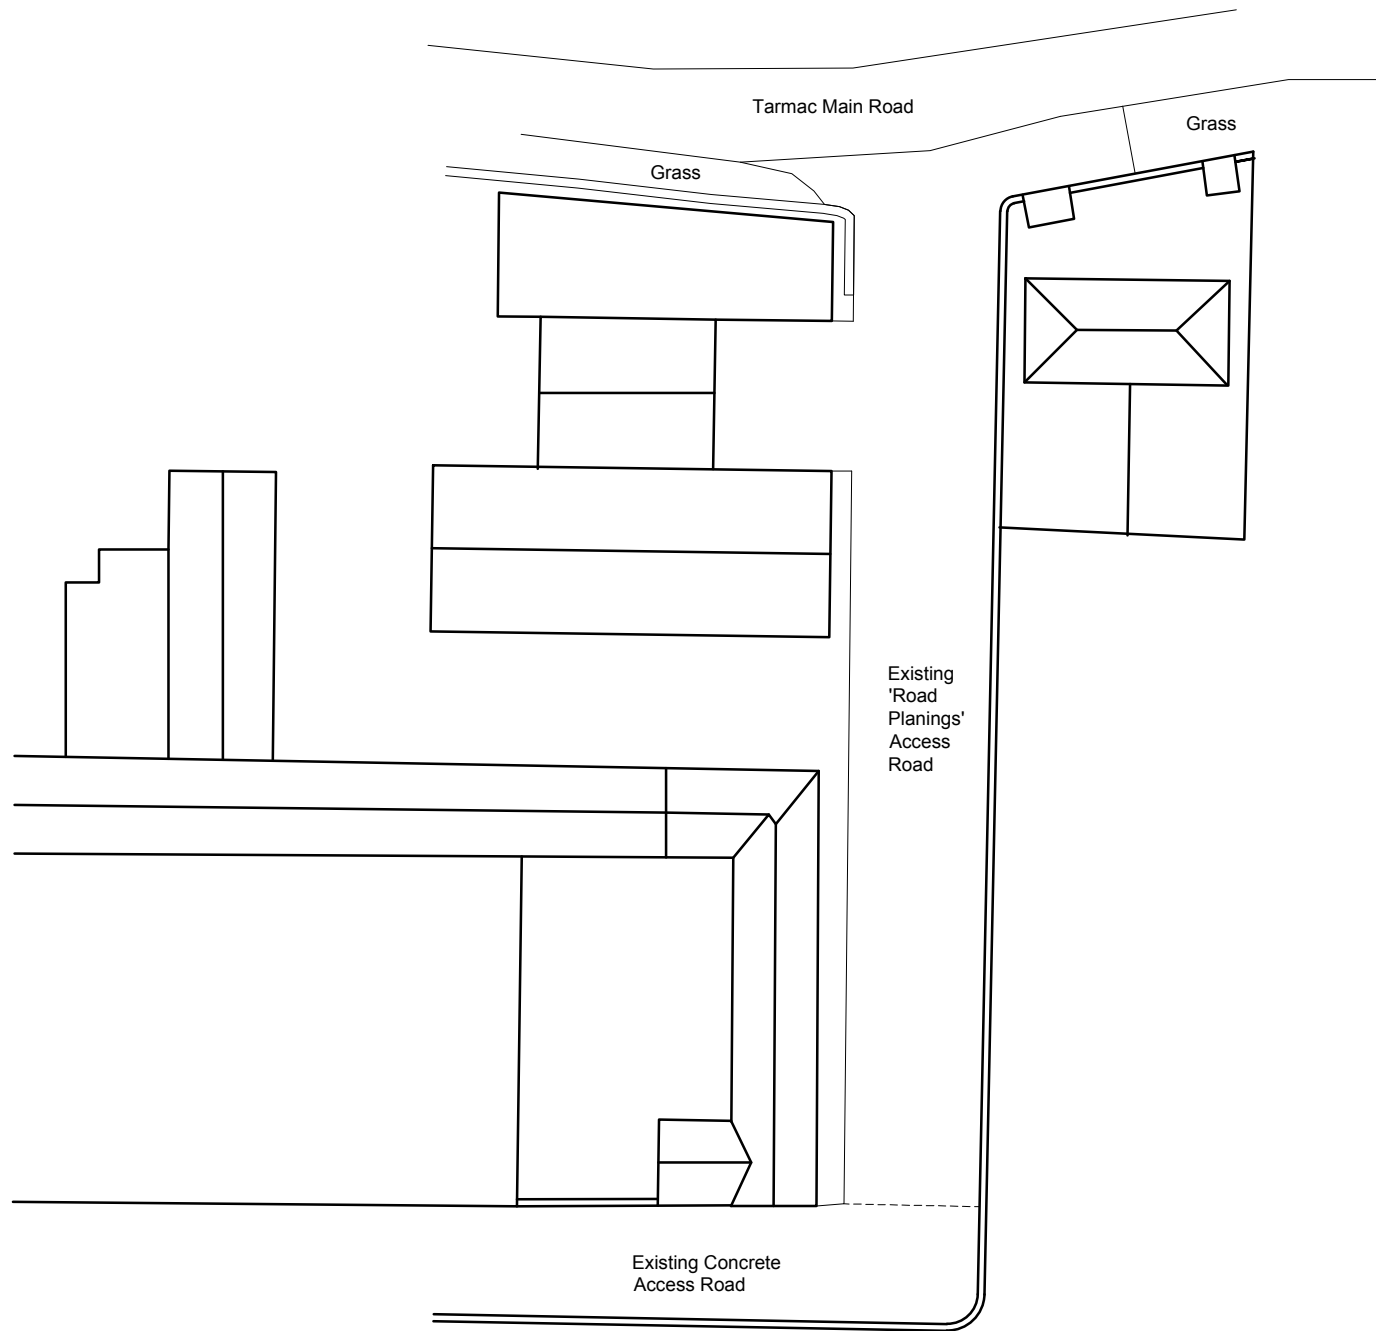 Tarmac Main Road
Grass
Grass
Existing
'Road
Planings'
Access
Road
Existing Concrete
Access Road